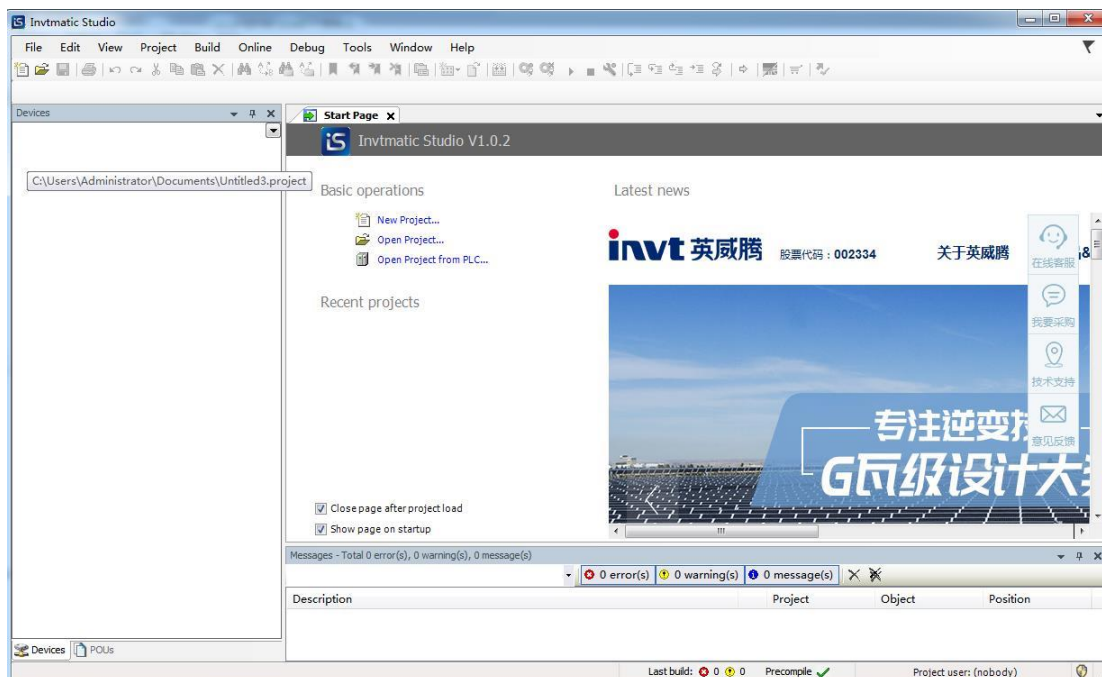 Invtmatic Studio
File Edit View Project Build Online Debug Tools Window Help
Devices
Start Page
Invtmatic Studio V1.0.2
C:\Users\Administrator\Documents\Untitled3.project
Basic operations
New Project...
Open Project...
Open Project from PLC...
Recent projects
Close page after project load
Show page on startup
Latest news
invt 英威腾 股票代码：002334 关于英威腾 &
在线客服
我要采购
技术支持
意见反馈
专注逆变
G瓦级设计大
Messages - Total 0 error(s), 0 warning(s), 0 message(s)
0 error(s) 0 warning(s) 0 message(s)
Description Project Object Position
Devices POUs
Last build: 0 0 Precompile Project user: (nobody)